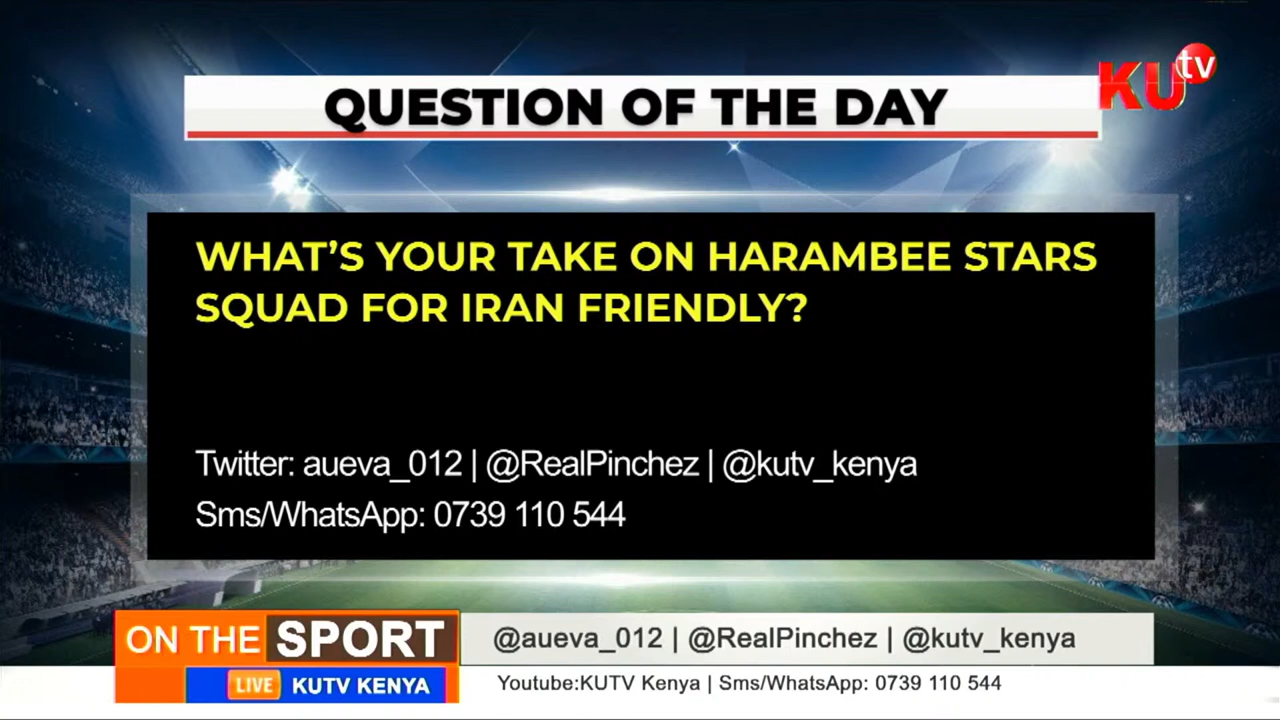 KU tv
QUESTION OF THE DAY
WHAT'S YOUR TAKE ON HARAMBEE STARS
SQUAD FOR IRAN FRIENDLY?
Twitter: aueva_012 | @RealPinchez | @kutv_kenya
Sms/WhatsApp: 0739 110 544
ON THE SPORT
@aueva_012 | @RealPinchez | @kutv_kenya
LIVE KUTV KENYA
Youtube:KUTV Kenya | Sms/WhatsApp: 0739 110 544